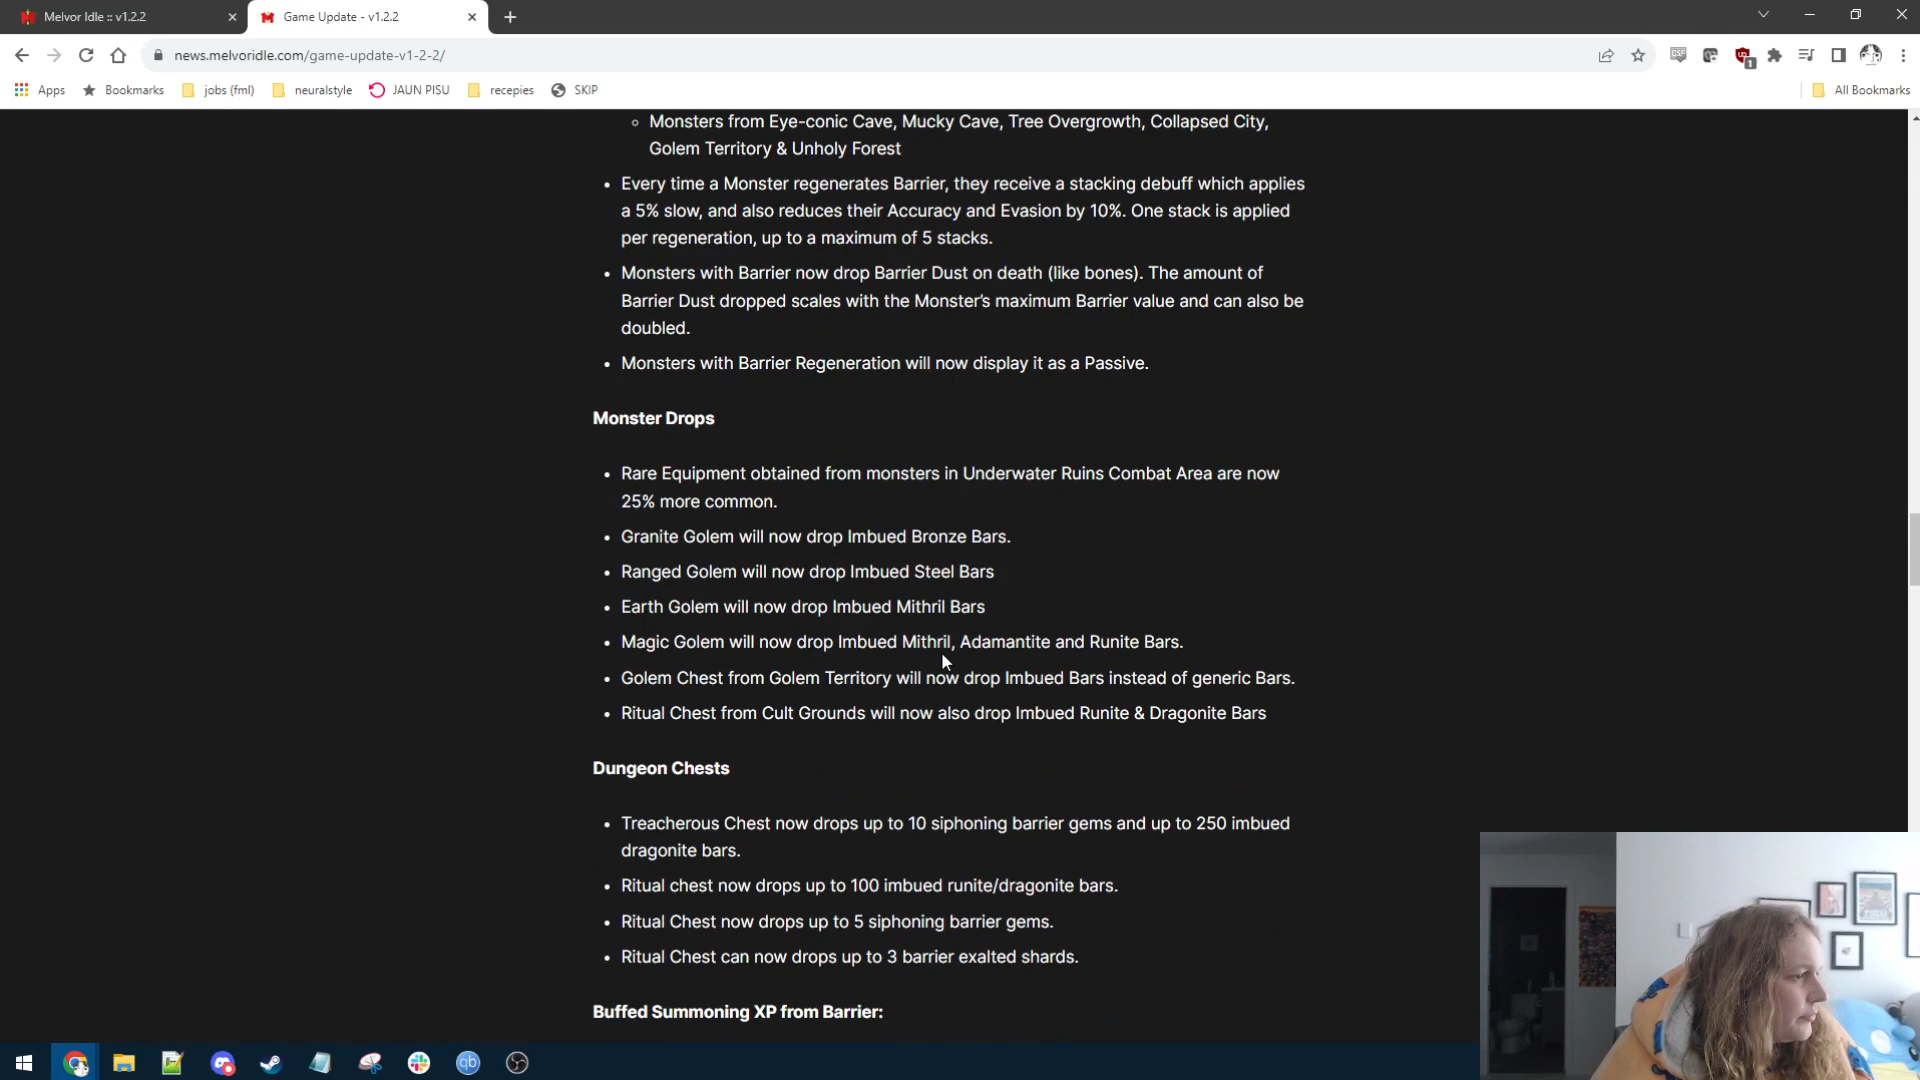 Melvor Idle :: v1.2.2
Game Update - v1.2.2
news.melvoridle.com/game-update-v1-2-2/
Apps
Bookmarks
jobs (fml)
neuralstyle
JAUN PISU
recepies
SKIP
All Bookmarks
Monsters from Eye-conic Cave, Mucky Cave, Tree Overgrowth, Collapsed City,
Golem Territory & Unholy Forest
Every time a Monster regenerates Barrier, they receive a stacking debuff which applies
a 5% slow, and also reduces their Accuracy and Evasion by 10%. One stack is applied
per regeneration, up to a maximum of 5 stacks.
Monsters with Barrier now drop Barrier Dust on death (like bones). The amount of
Barrier Dust dropped scales with the Monster's maximum Barrier value and can also be
doubled.
Monsters with Barrier Regeneration will now display it as a Passive.
Monster Drops
Rare Equipment obtained from monsters in Underwater Ruins Combat Area are now
25% more common.
Granite Golem will now drop Imbued Bronze Bars.
Ranged Golem will now drop Imbued Steel Bars
Earth Golem will now drop Imbued Mithril Bars
Magic Golem will now drop Imbued Mithril, Adamantite and Runite Bars.
Golem Chest from Golem Territory will now drop Imbued Bars instead of generic Bars.
Ritual Chest from Cult Grounds will now also drop Imbued Runite & Dragonite Bars
Dungeon Chests
Treacherous Chest now drops up to 10 siphoning barrier gems and up to 250 imbued
dragonite bars.
Ritual chest now drops up to 100 imbued runite/dragonite bars.
Ritual Chest now drops up to 5 siphoning barrier gems.
Ritual Chest can now drops up to 3 barrier exalted shards.
Buffed Summoning XP from Barrier: